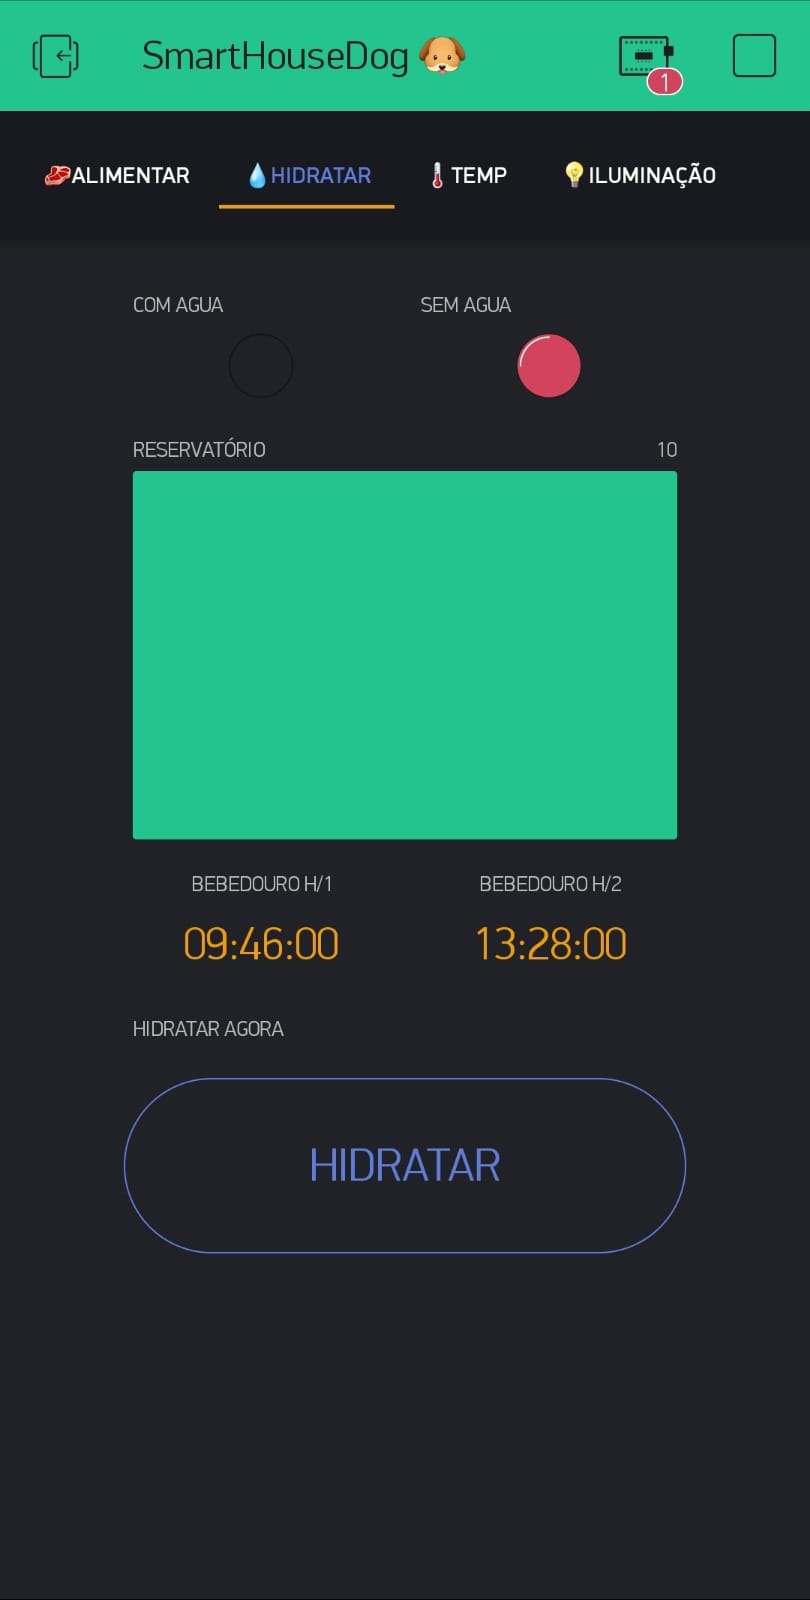 SmartHouseDog
1
ALIMENTAR HIDRATAR TEMP ILUMINAÇÃO
COM AGUA SEM AGUA
RESERVATÓRIO 10
BEBEDOURO H/1 BEBEDOURO H/2
09:46:00 13:28:00
HIDRATAR AGORA
HIDRATAR